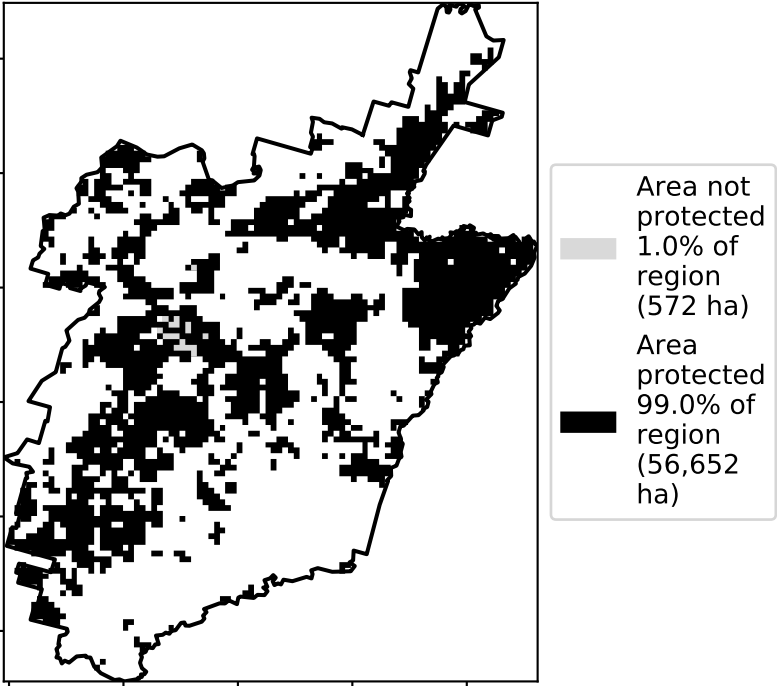 Area not
protected
1.0% of
region
(572 ha)
Area
protected
99.0% of
region
(56,652
ha)